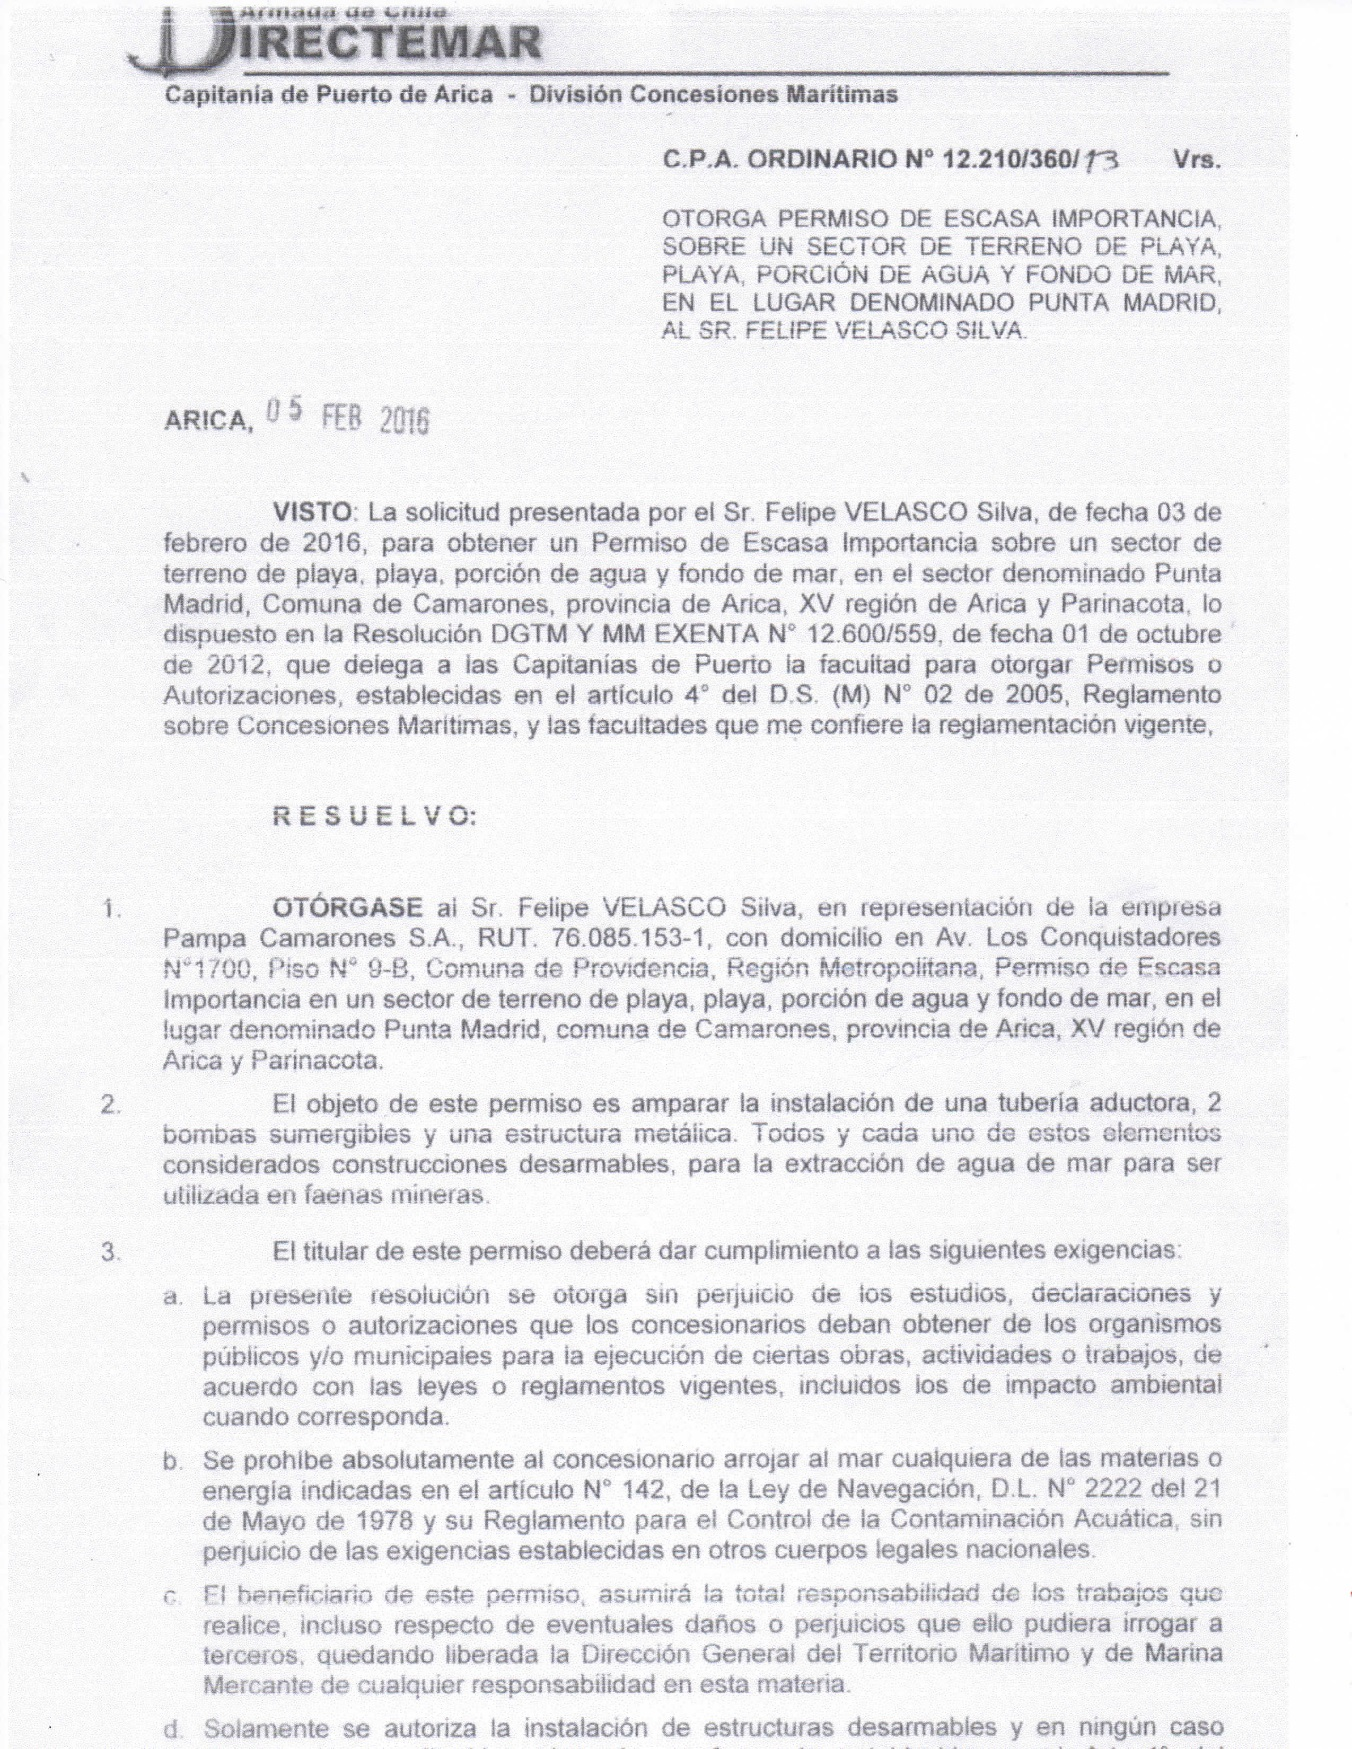 Armada de Chile
DIRECTEMAR
Capitanía de Puerto de Arica - División Concesiones Marítimas
C.P.A. ORDINARIO N° 12.210/360/13 Vrs.
OTORGA PERMISO DE ESCASA IMPORTANCIA,
SOBRE UN SECTOR DE TERRENO DE PLAYA,
PLAYA, PORCIÓN DE AGUA Y FONDO DE MAR,
EN EL LUGAR DENOMINADO PUNTA MADRID,
AL SR. FELIPE VELASCO SILVA.
ARICA, 05 FEB 2016
VISTO: La solicitud presentada por el Sr. Felipe VELASCO Silva, de fecha 03 de
febrero de 2016, para obtener un Permiso de Escasa Importancia sobre un sector de
terreno de playa, playa, porción de agua y fondo de mar, en el sector denominado Punta
Madrid, Comuna de Camarones, provincia de Arica, XV región de Arica y Parinacota, lo
dispuesto en la Resolución DGTM Y MM EXENTA N° 12.600/559, de fecha 01 de octubre
de 2012, que delega a las Capitanías de Puerto la facultad para otorgar Permisos o
Autorizaciones, establecidas en el artículo 4° del D.S. (M) N° 02 de 2005, Reglamento
sobre Concesiones Marítimas, y las facultades que me confiere la reglamentación vigente,
R E S U E L V O:
1. OTÓRGASE al Sr. Felipe VELASCO Silva, en representación de la empresa
Pampa Camarones S.A., RUT. 76.085.153-1, con domicilio en Av. Los Conquistadores
N°1700, Piso N° 9-B, Comuna de Providencia, Región Metropolitana, Permiso de Escasa
Importancia en un sector de terreno de playa, playa, porción de agua y fondo de mar, en el
lugar denominado Punta Madrid, comuna de Camarones, provincia de Arica, XV región de
Arica y Parinacota.
2. El objeto de este permiso es amparar la instalación de una tubería aductora, 2
bombas sumergibles y una estructura metálica. Todos y cada uno de estos elementos
considerados construcciones desarmables, para la extracción de agua de mar para ser
utilizada en faenas mineras.
3. El titular de este permiso deberá dar cumplimiento a las siguientes exigencias:
a. La presente resolución se otorga sin perjuicio de los estudios, declaraciones y
permisos o autorizaciones que los concesionarios deban obtener de los organismos
públicos y/o municipales para la ejecución de ciertas obras, actividades o trabajos, de
acuerdo con las leyes o reglamentos vigentes, incluidos los de impacto ambiental
cuando corresponda.
b. Se prohíbe absolutamente al concesionario arrojar al mar cualquiera de las materias o
energía indicadas en el artículo N° 142, de la Ley de Navegación, D.L. N° 2222 del 21
de Mayo de 1978 y su Reglamento para el Control de la Contaminación Acuática, sin
perjuicio de las exigencias establecidas en otros cuerpos legales nacionales.
c. El beneficiario de este permiso, asumirá la total responsabilidad de los trabajos que
realice, incluso respecto de eventuales daños o perjuicios que ello pudiera irrogar a
terceros, quedando liberada la Dirección General del Territorio Marítimo y de Marina
Mercante de cualquier responsabilidad en esta materia.
d. Solamente se autoriza la instalación de estructuras desarmables y en ningún caso